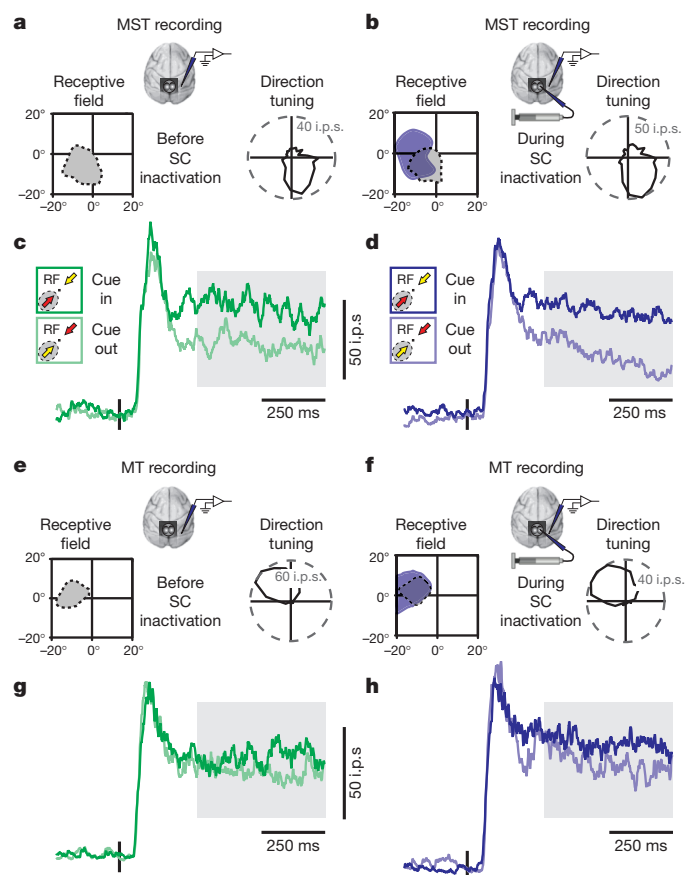 a
MST recording
Receptive
field
Direction
tuning
20°
0°
−20°
−20°
0°
20°
Before
SC
inactivation
40 i.p.s.
b
MST recording
Receptive
field
Direction
tuning
20°
0°
−20°
−20°
0°
20°
During
SC
inactivation
50 i.p.s.
c
RF
Cue
in
RF
Cue
out
50 i.p.s
250 ms
d
RF
Cue
in
RF
Cue
out
250 ms
e
MT recording
Receptive
field
Direction
tuning
20°
0°
−20°
−20°
0°
20°
Before
SC
inactivation
60 i.p.s.
f
MT recording
Receptive
field
Direction
tuning
20°
0°
−20°
−20°
0°
20°
During
SC
inactivation
40 i.p.s.
g
50 i.p.s
250 ms
h
250 ms